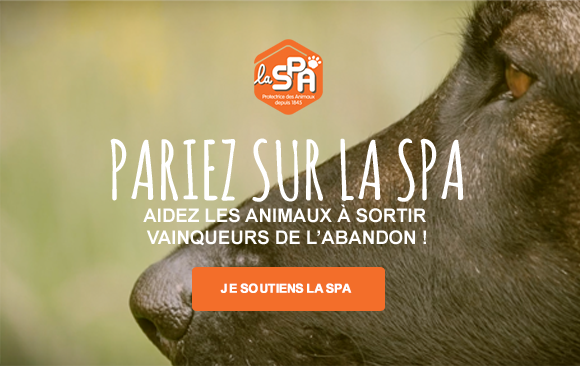 la SPA
Protectrice des Animaux
depuis 1845
PARIEZ SUR LA SPA
AIDEZ LES ANIMAUX À SORTIR
VAINQUEURS DE L'ABANDON !
JE SOUTIENS LA SPA